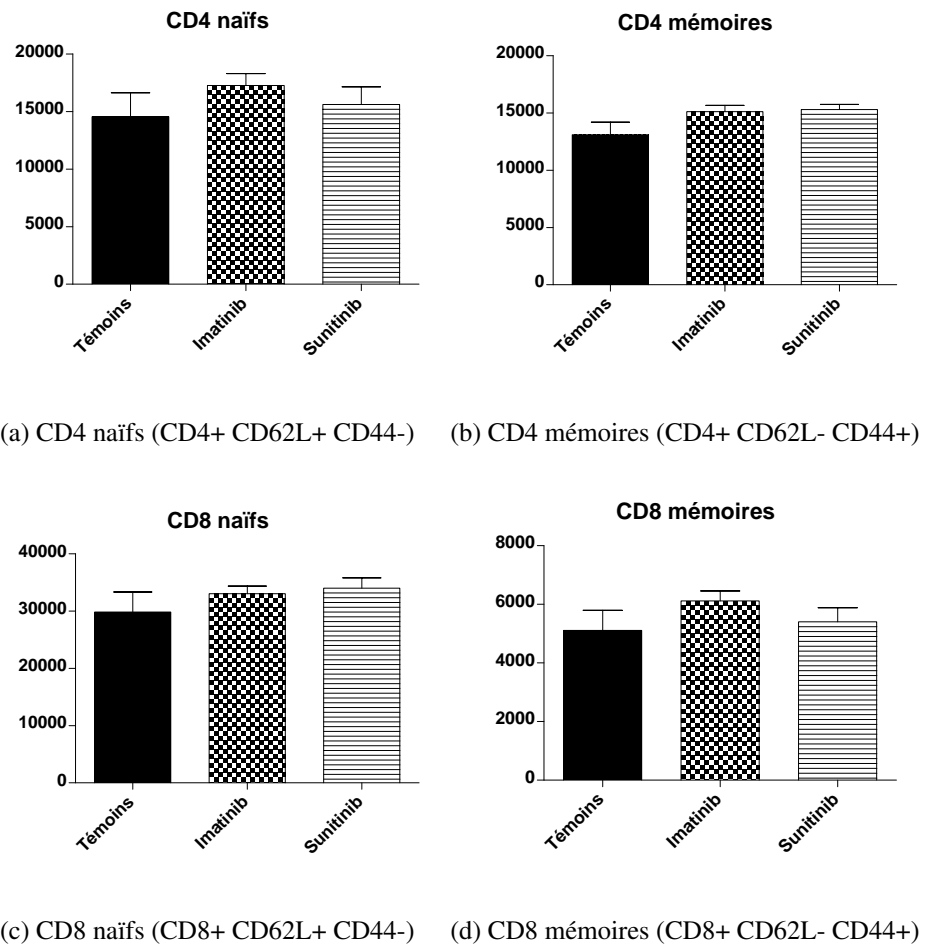 CD4 naïfs
20000
15000
10000
5000
0
Témoins
Imatinib
Sunitinib
CD4 mémoires
20000
15000
10000
5000
0
Témoins
Imatinib
Sunitinib
(a) CD4 naïfs (CD4+ CD62L+ CD44-)
(b) CD4 mémoires (CD4+ CD62L- CD44+)
CD8 naïfs
40000
30000
20000
10000
0
Témoins
Imatinib
Sunitinib
CD8 mémoires
8000
6000
4000
2000
0
Témoins
Imatinib
Sunitinib
(c) CD8 naïfs (CD8+ CD62L+ CD44-)
(d) CD8 mémoires (CD8+ CD62L- CD44+)